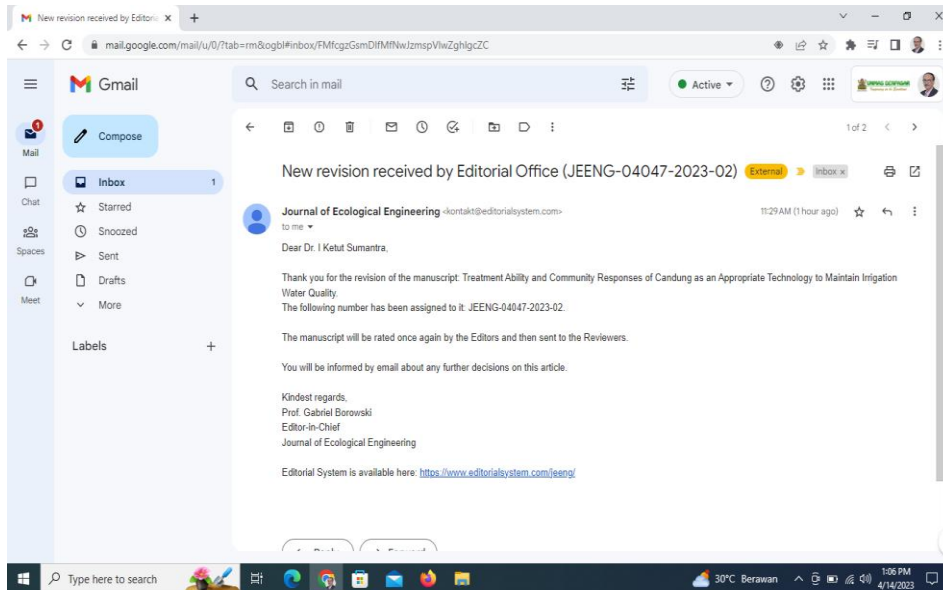 New revision received by Editoria
mail.google.com/mail/u/0/?tab=rm&ogbl#inbox/FMfcgzGsmDlfMfNwJzmspVlwZghlgcZC
Gmail
Search in mail
Active
1
Mail
Compose
1 of 2
Chat
Inbox 1
New revision received by Editorial Office (JEENG-04047-2023-02) External Inbox x
Starred
Spaces
Snoozed
Journal of Ecological Engineering <kontakt@editorialsystem.com>
11:29 AM (1 hour ago)
to me
Sent
Meet
Drafts
More
Labels
Dear Dr. I Ketut Sumantra,
Thank you for the revision of the manuscript: Treatment Ability and Community Responses of Candung as an Appropriate Technology to Maintain Irrigation
Water Quality.
The following number has been assigned to it: JEENG-04047-2023-02.
The manuscript will be rated once again by the Editors and then sent to the Reviewers.
You will be informed by email about any further decisions on this article.
Kindest regards,
Prof. Gabriel Borowski
Editor-in-Chief
Journal of Ecological Engineering
Editorial System is available here: https://www.editorialsystem.com/jeeng/
Type here to search
30°C Berawan
1:06 PM
4/14/2023